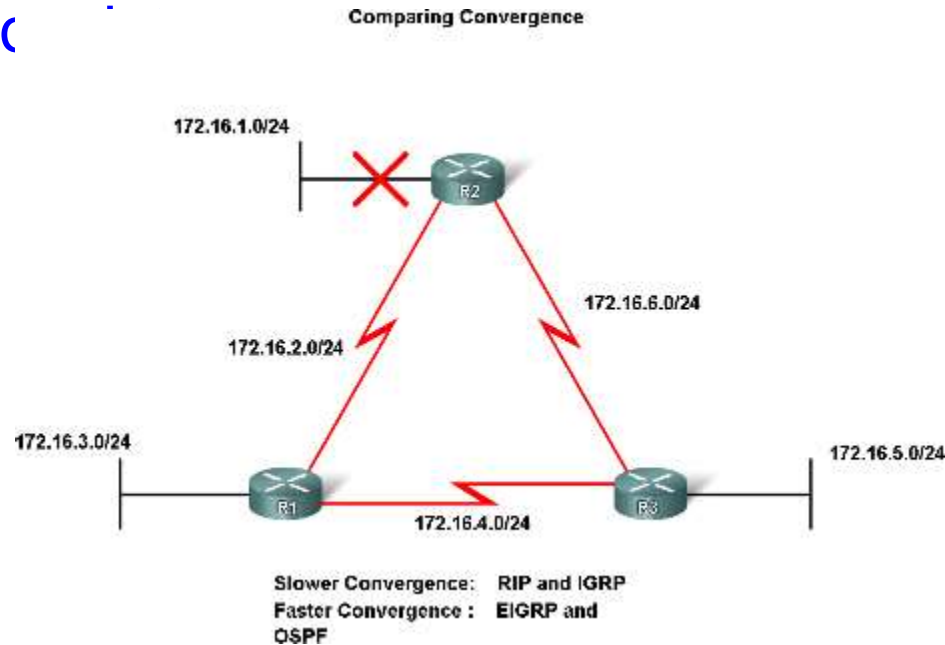 Comparing Convergence
172.16.1.0/24
R2
172.16.6.0/24
172.16.2.0/24
172.16.3.0/24
172.16.5.0/24
R1
R3
172.16.4.0/24
Slower Convergence: RIP and IGRP
Faster Convergence : EIGRP and
OSPF